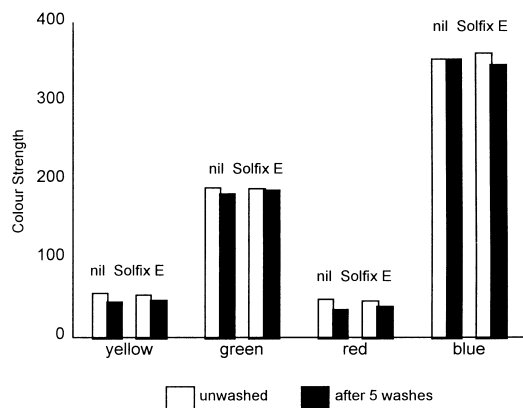 400
nil Solfix E
300
nil Solfix E
200
Colour Strength
nil Solfix E
nil Solfix E
100
0
yellow green red blue
unwashed after 5 washes